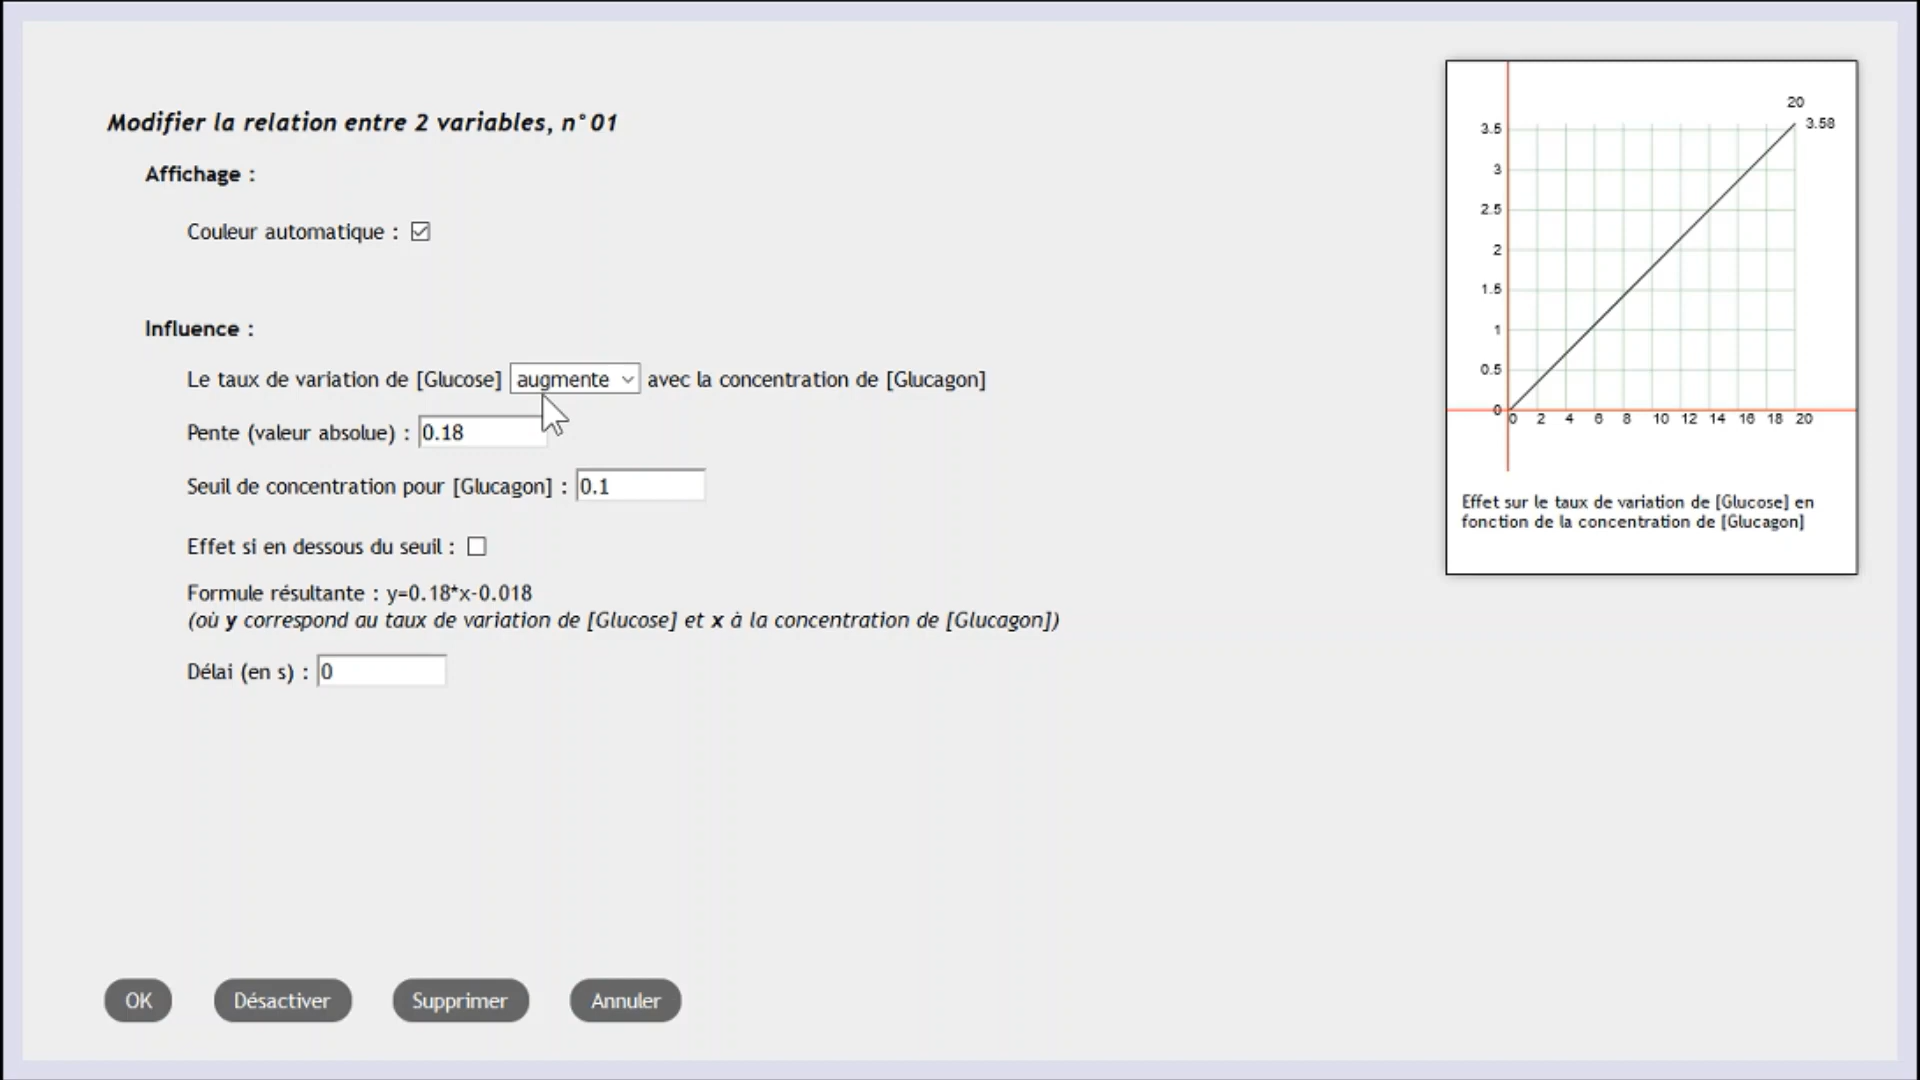 Modifier la relation entre 2 variables, n°01
Affichage :
Couleur automatique :
Influence :
Le taux de variation de [Glucose] augmente avec la concentration de [Glucagon]
Pente (valeur absolue) : 0.18
Seuil de concentration pour [Glucagon] : 0.1
Effet si en dessous du seuil :
Formule résultante : y=0.18*x-0.018
(où y correspond au taux de variation de [Glucose] et x à la concentration de [Glucagon])
Délai (en s) : 0
OK
Désactiver
Supprimer
Annuler
20
3.58
3.5
3
2.5
2
1.5
1
0.5
0
0 2 4 6 8 10 12 14 16 18 20
Effet sur le taux de variation de [Glucose] en
fonction de la concentration de [Glucagon]